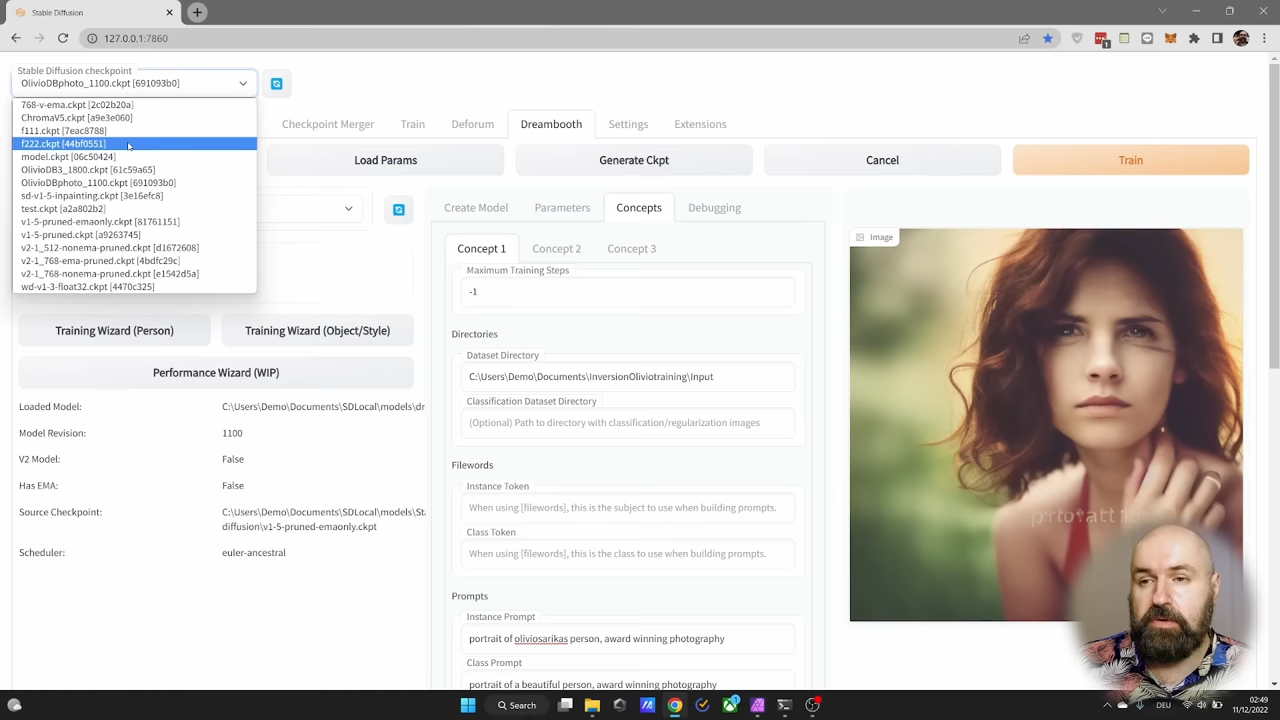 Stable Diffusion
127.0.0.1:7860
1
Stable Diffusion checkpoint
OlivioDBphoto_1100.ckpt [691093b0]
768-v-ema.ckpt [2c02b20a]
ChromaV5.ckpt [a9e3e060]
f111.ckpt [7eac8788]
f222.ckpt [44bf0551]
model.ckpt [06c50424]
OlivioDB3_1800.ckpt [61c59a65]
OlivioDBphoto_1100.ckpt [691093b0]
sd-v1-5-inpainting.ckpt [3e16efc8]
test.ckpt [a2a802b2]
v1-5-pruned-emaonly.ckpt [81761151]
v1-5-pruned.ckpt [a9263745]
v2-1_512-nonema-pruned.ckpt [d1672608]
v2-1_768-ema-pruned.ckpt [4bdfc29c]
v2-1_768-nonema-pruned.ckpt [e1542d5a]
wd-v1-3-float32.ckpt [4470c325]
Checkpoint Merger Train Deforum Dreambooth Settings Extensions
Load Params Generate Ckpt Cancel Train
Training Wizard (Person) Training Wizard (Object/Style)
Performance Wizard (WIP)
Loaded Model: C:\Users\Demo\Documents\SDLocal\models\dr
Model Revision: 1100
V2 Model: False
Has EMA: False
Source Checkpoint: C:\Users\Demo\Documents\SDLocal\models\Sta
diffusion\v1-5-pruned-emaonly.ckpt
Scheduler: euler-ancestral
Create Model Parameters Concepts Debugging
Concept 1 Concept 2 Concept 3
Maximum Training Steps
-1
Directories
Dataset Directory
C:\Users\Demo\Documents\InversionOliviotraining\Input
Classification Dataset Directory
(Optional) Path to directory with classification/regularization images
Filewords
Instance Token
When using [filewords], this is the subject to use when building prompts.
Class Token
When using [filewords], this is the class to use when building prompts.
Prompts
Instance Prompt
portrait of oliviosarikas person, award winning photography
Class Prompt
portrait of a beautiful person, award winning photography
Image
Search
DEU
02:49
11/12/2022